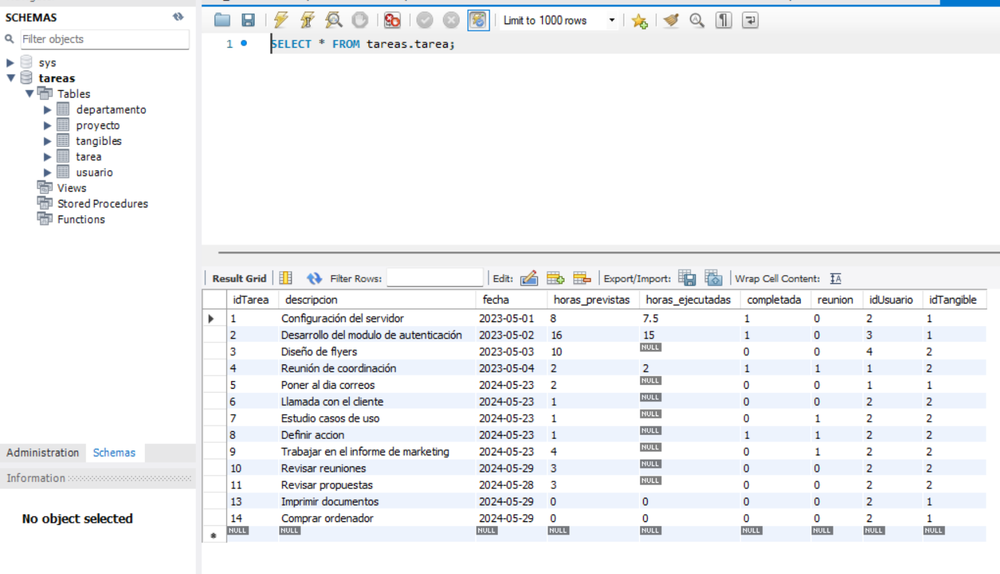 SCHEMAS
Filter objects
sys
tareas
Tables
departamento
proyecto
tangibles
tarea
usuario
Views
Stored Procedures
Functions
Administration Schemas
Information
No object selected
Limit to 1000 rows
1 SELECT * FROM tareas.tarea;
Result Grid Filter Rows: Edit: Export/Import: Wrap Cell Content: IA
idTarea descripcion fecha horas_previstas horas_ejecutadas completada reunion idUsuario idTangible
1 Configuración del servidor 2023-05-01 8 7.5 1 0 2 1
2 Desarrollo del modulo de autenticación 2023-05-02 16 15 1 0 3 1
3 Diseño de flyers 2023-05-03 10 NULL 0 0 4 2
4 Reunión de coordinación 2023-05-04 2 2 1 1 1 2
5 Poner al dia correos 2024-05-23 2 NULL 0 0 1 1
6 Llamada con el cliente 2024-05-23 1 NULL 0 0 2 2
7 Estudio casos de uso 2024-05-23 1 NULL 0 1 2 2
8 Definir accion 2024-05-23 1 NULL 1 1 2 2
9 Trabajar en el informe de marketing 2024-05-23 4 NULL 0 1 2 2
10 Revisar reuniones 2024-05-29 3 NULL 0 0 2 2
11 Revisar propuestas 2024-05-28 3 NULL 0 0 2 2
13 Imprimir documentos 2024-05-29 0 0 0 0 2 1
14 Comprar ordenador 2024-05-29 0 0 0 0 2 1
NULL NULL NULL NULL NULL NULL NULL NULL NULL